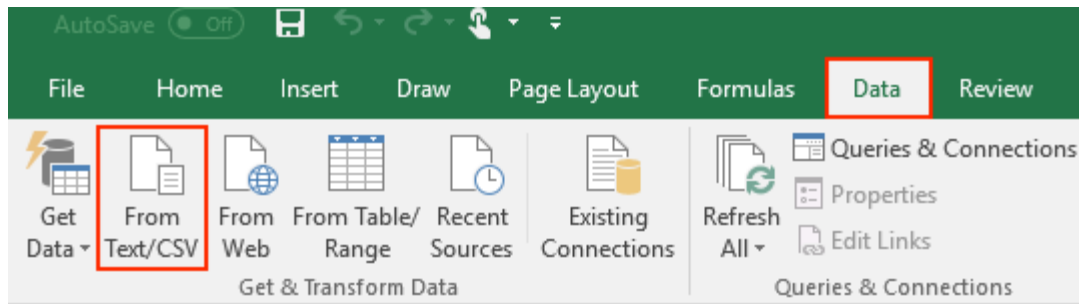 AutoSave Off
File Home Insert Draw Page Layout Formulas Data Review
Get Data
From Text/CSV
From Web
From Table/ Range
Recent Sources
Existing Connections
Refresh All
Queries & Connections
Properties
Edit Links
Get & Transform Data
Queries & Connections